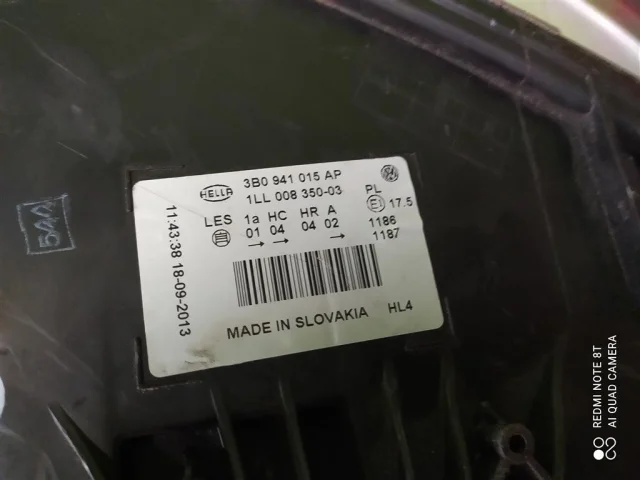 HELLA
3B0 941 015 AP
1LL 008 350-03
LES 1a HC HR A PL E1 17.5
01 04 04 02 1186
→ → → 1187
MADE IN SLOVAKIA HL4
11:43:38 18-09-2013
5AA
REDMI NOTE 8T
AI QUAD CAMERA